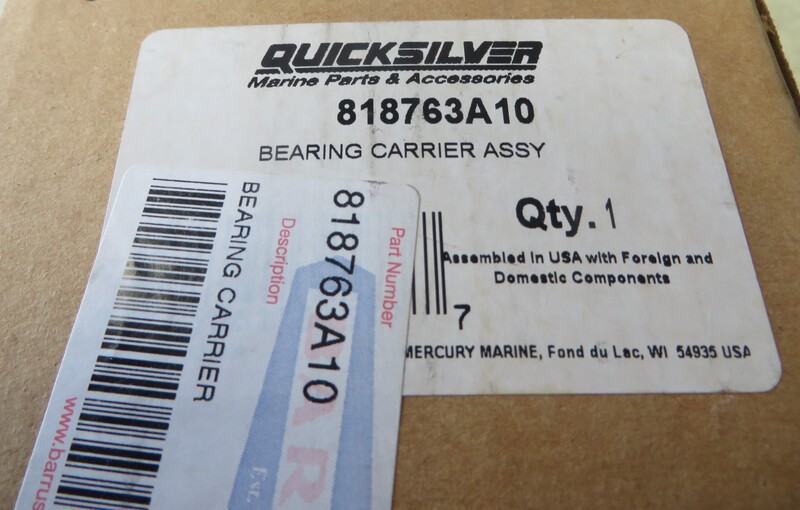 QUICKSILVER
Marine Parts & Accessories
818763A10
BEARING CARRIER ASSY
Qty. 1
Assembled in USA with Foreign and
Domestic Components
7
MERCURY MARINE, Fond du Lac, WI 54935 USA
Part Number
818763A10
Description
BEARING CARRIER
www.barrus
Est.